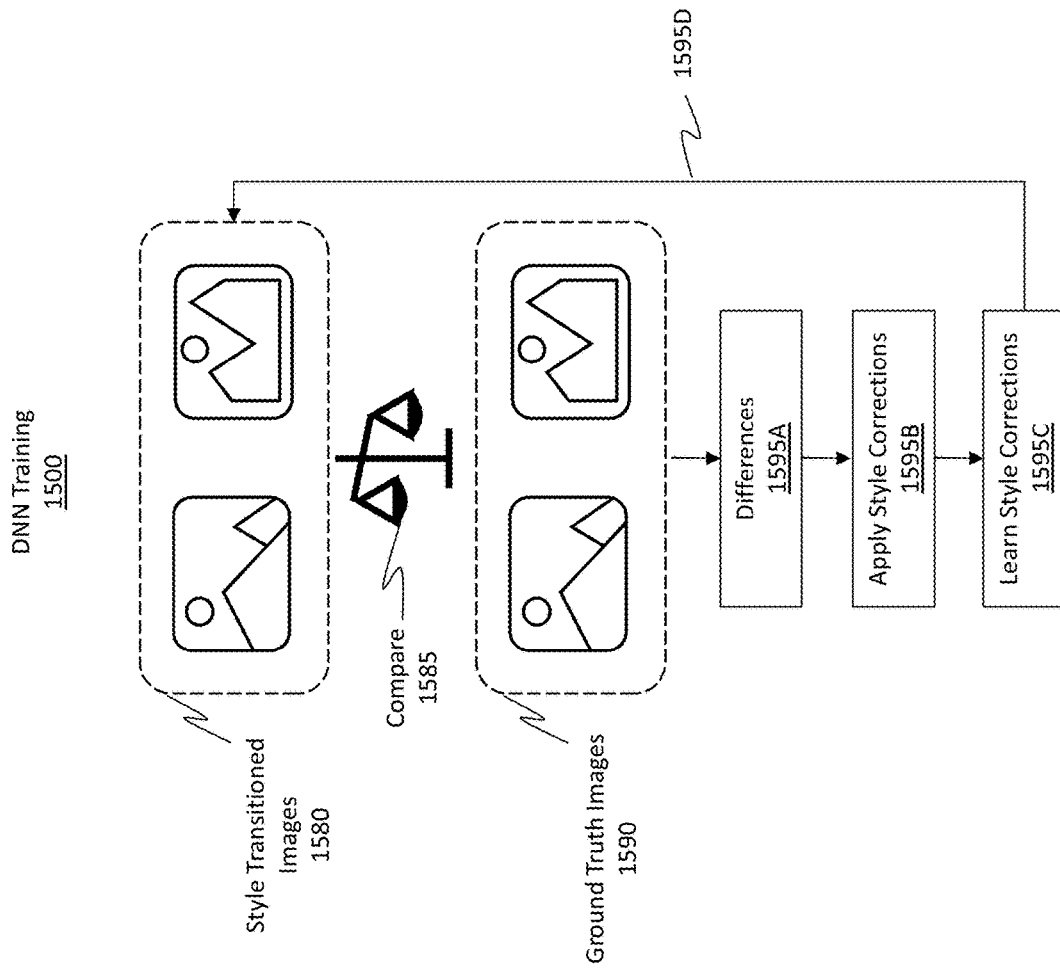 DNN Training
1500
Style Transitioned
Images
1580
Compare
1585
Ground Truth Images
1590
Differences
1595A
Apply Style Corrections
1595B
Learn Style Corrections
1595C
1595D